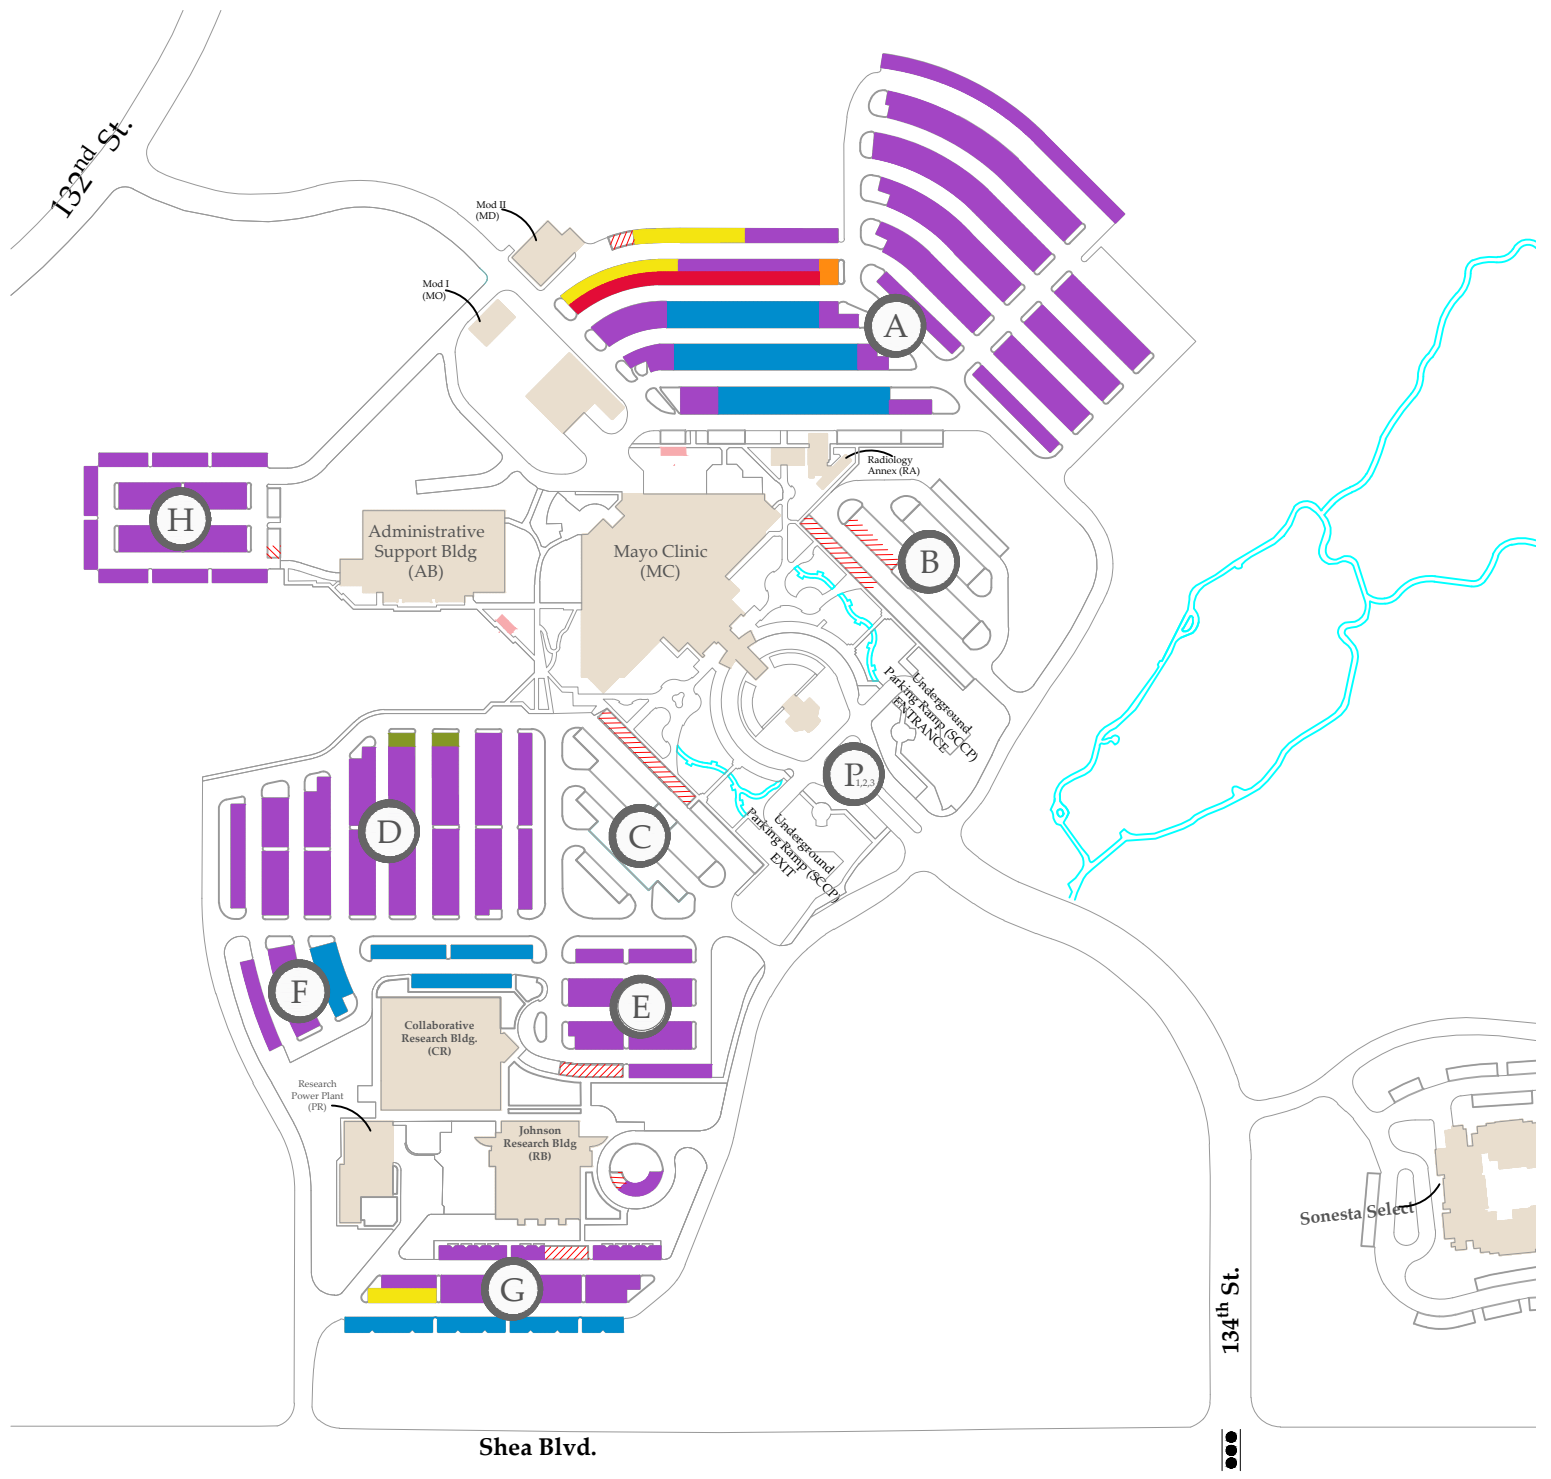 132nd St.
Mod II
(MD)
Mod I
(MO)
A
Radiology
Annex (RA)
H
Administrative
Support Bldg
(AB)
Mayo Clinic
(MC)
B
Underground
Parking Ramp (SCCP)
ENTRANCE
P1,2,3
D
C
Underground
Parking Ramp (SCCP)
EXIT
F
E
Collaborative
Research Bldg.
(CR)
Research
Power Plant
(PR)
Johnson
Research Bldg
(RB)
Sonesta Select
G
134th St.
Shea Blvd.